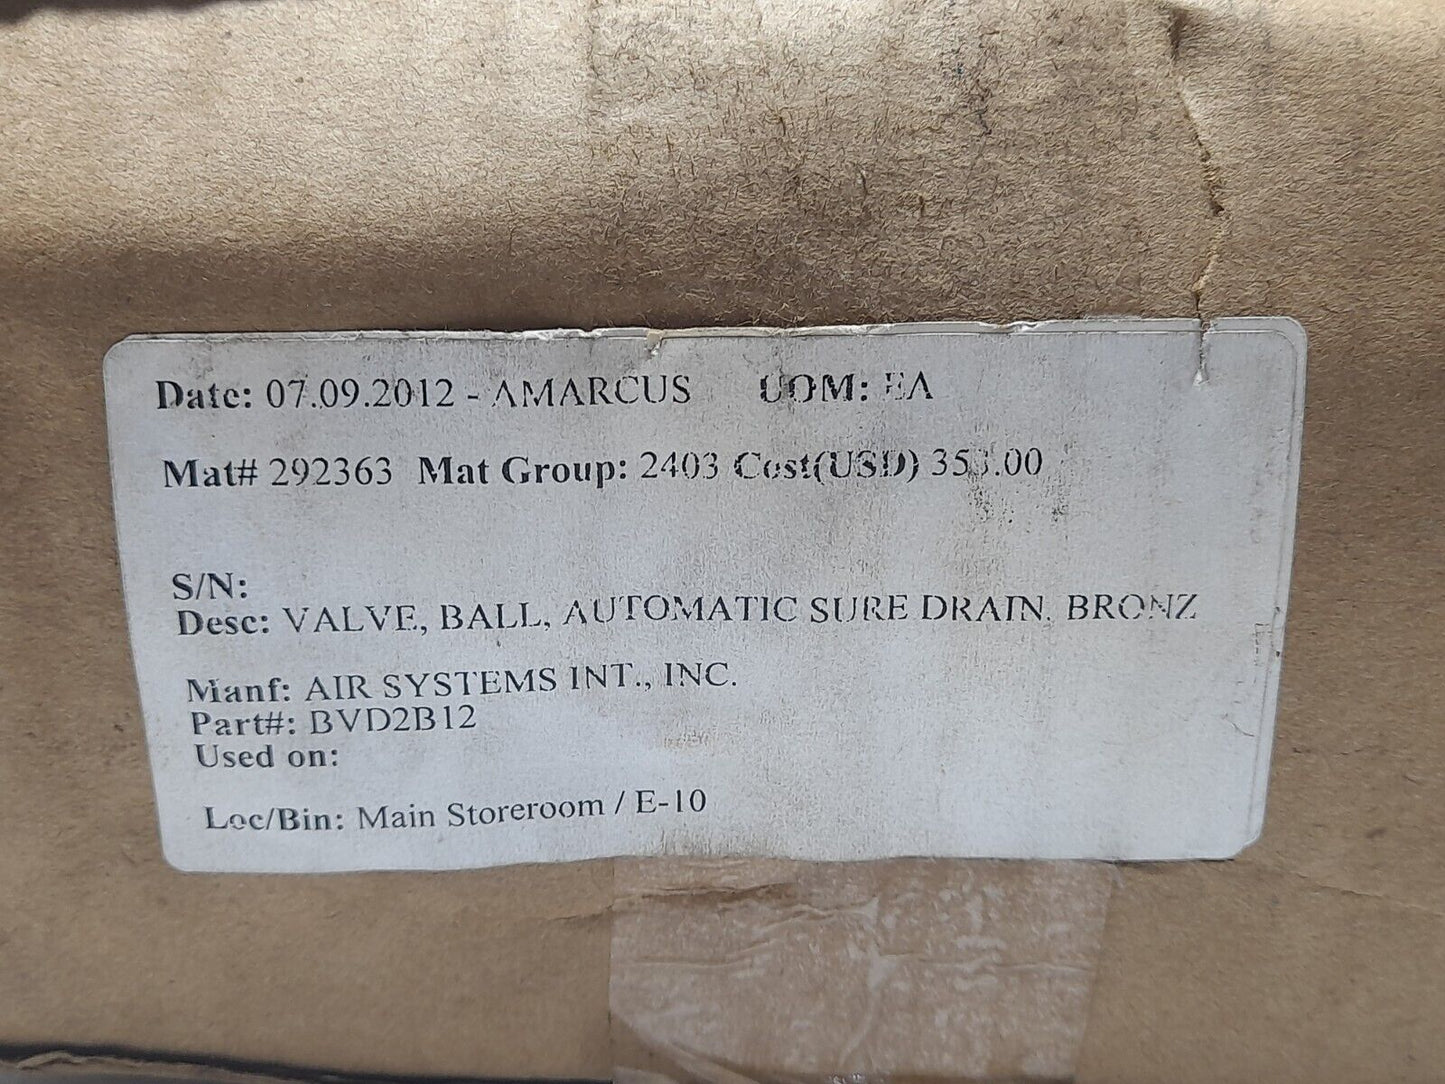 Date: 07.09.2012 - AMARCUS UOM: EA
Mat# 292363 Mat Group: 2403 Cost(USD)
S/N:
Desc: VALVE, BALL, AUTOMATIC SURE DRAIN, BRONZ
Manf: AIR SYSTEMS INT., INC.
Part#: BVD2B12
Used on:
Loc/Bin: Main Storeroom / E-10